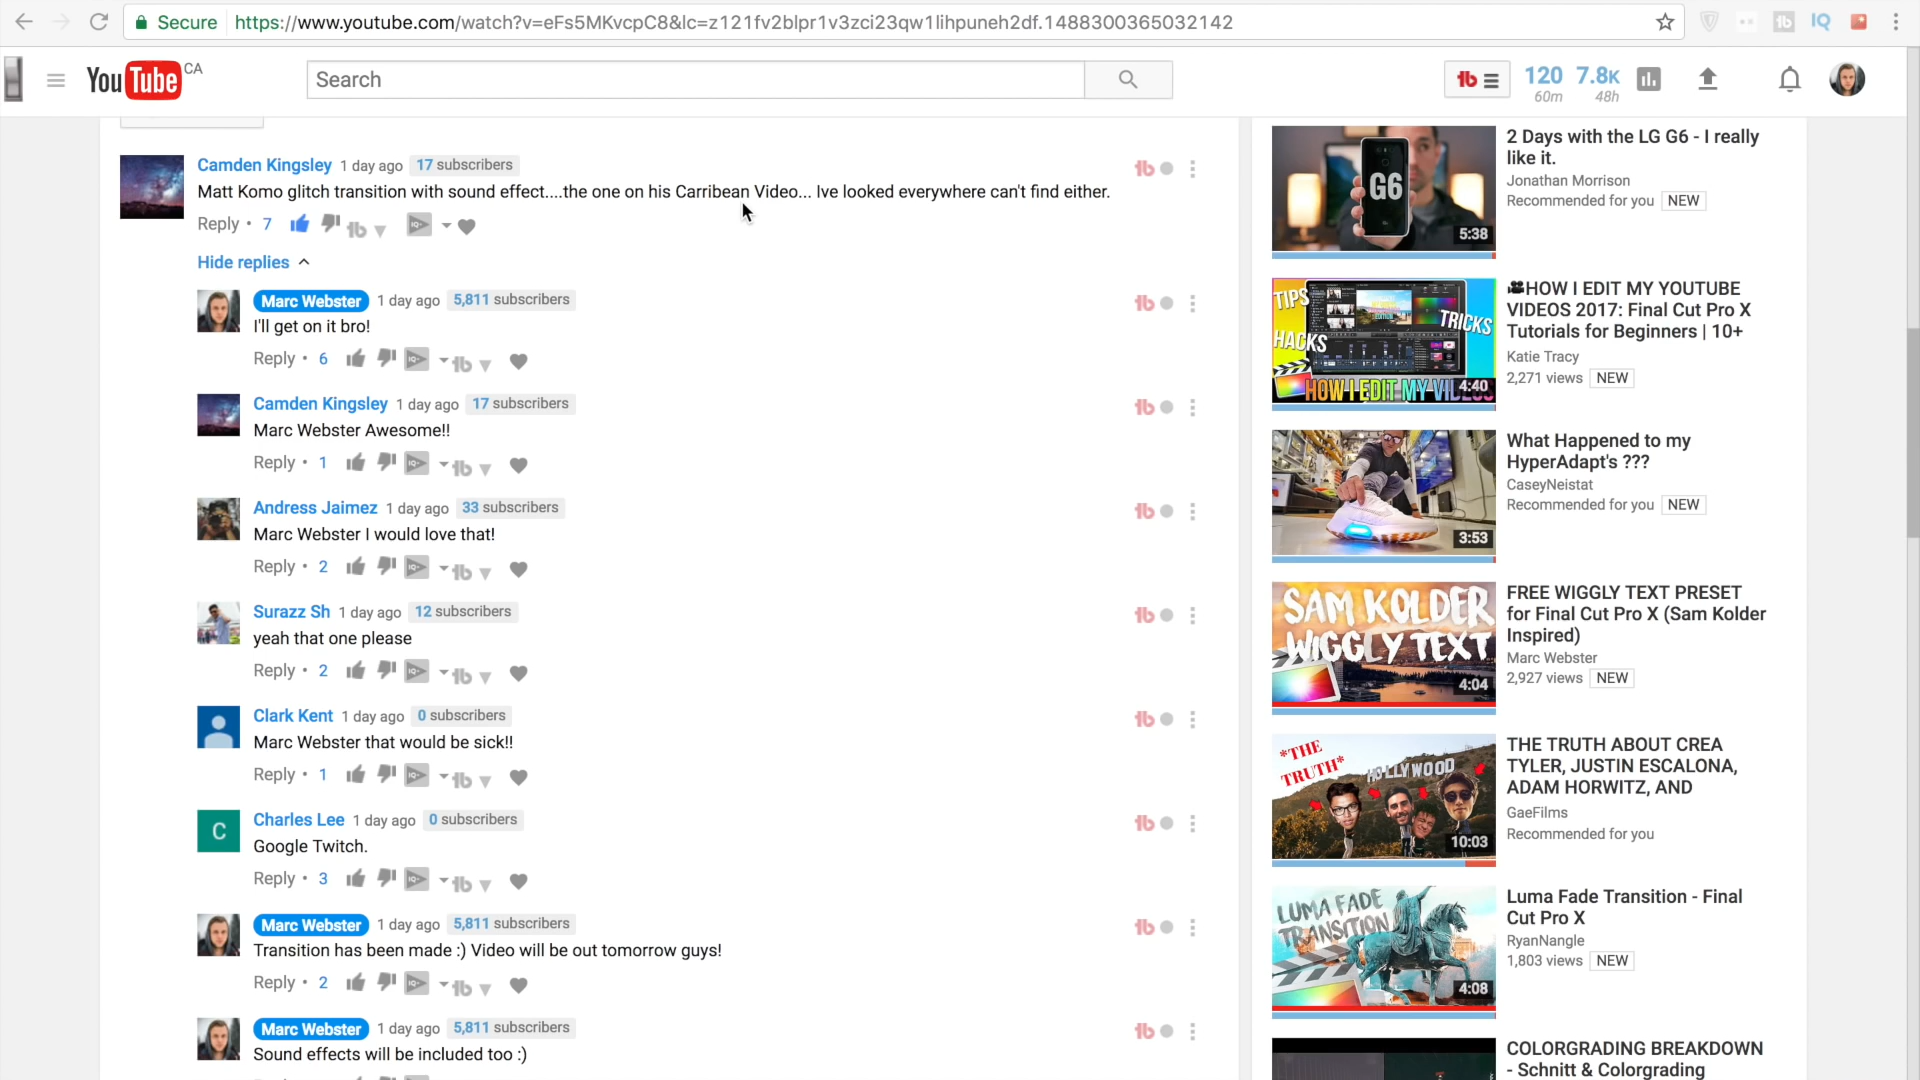 Secure https://www.youtube.com/watch?v=eFs5MKvcpC8&lc=z121fv2blpr1v3zci23qw1lihpuneh2df.1488300365032142
YouTube CA
Search
120 7.8K
60m 48h
Camden Kingsley 1 day ago 17 subscribers
Matt Komo glitch transition with sound effect....the one on his Carribean Video... Ive looked everywhere can't find either.
Reply • 7
Hide replies
Marc Webster 1 day ago 5,811 subscribers
I'll get on it bro!
Reply • 6
Camden Kingsley 1 day ago 17 subscribers
Marc Webster Awesome!!
Reply • 1
Andress Jaimez 1 day ago 33 subscribers
Marc Webster I would love that!
Reply • 2
Surazz Sh 1 day ago 12 subscribers
yeah that one please
Reply • 2
Clark Kent 1 day ago 0 subscribers
Marc Webster that would be sick!!
Reply • 1
C
Charles Lee 1 day ago 0 subscribers
Google Twitch.
Reply • 3
Marc Webster 1 day ago 5,811 subscribers
Transition has been made :) Video will be out tomorrow guys!
Reply • 2
Marc Webster 1 day ago 5,811 subscribers
Sound effects will be included too :)
G6
5:38
2 Days with the LG G6 - I really
like it.
Jonathan Morrison
Recommended for you NEW
TIPS
TRICKS
HACKS
HOW I EDIT MY VIDEOS
4:40
HOW I EDIT MY YOUTUBE
VIDEOS 2017: Final Cut Pro X
Tutorials for Beginners | 10+
Katie Tracy
2,271 views NEW
3:53
What Happened to my
HyperAdapt's ???
CaseyNeistat
Recommended for you NEW
SAM KOLDER
WIGGLY TEXT
4:04
FREE WIGGLY TEXT PRESET
for Final Cut Pro X (Sam Kolder
Inspired)
Marc Webster
2,927 views NEW
*THE
TRUTH*
HOLLYWOOD
10:03
THE TRUTH ABOUT CREA
TYLER, JUSTIN ESCALONA,
ADAM HORWITZ, AND
GaeFilms
Recommended for you
LUMA FADE
TRANSITION
4:08
Luma Fade Transition - Final
Cut Pro X
RyanNangle
1,803 views NEW
COLORGRADING BREAKDOWN
- Schnitt & Colorgrading